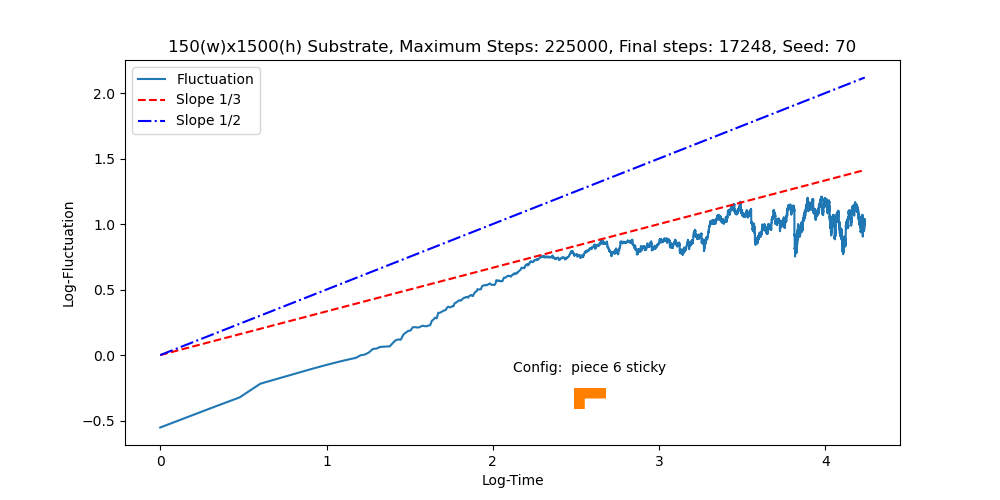 150(w)x1500(h) Substrate, Maximum Steps: 225000, Final steps: 17248, Seed: 70
Fluctuation
Slope 1/3
Slope 1/2
2.0
1.5
1.0
0.5
0.0
−0.5
Log-Fluctuation
Config:  piece 6 sticky
0
1
2
3
4
Log-Time